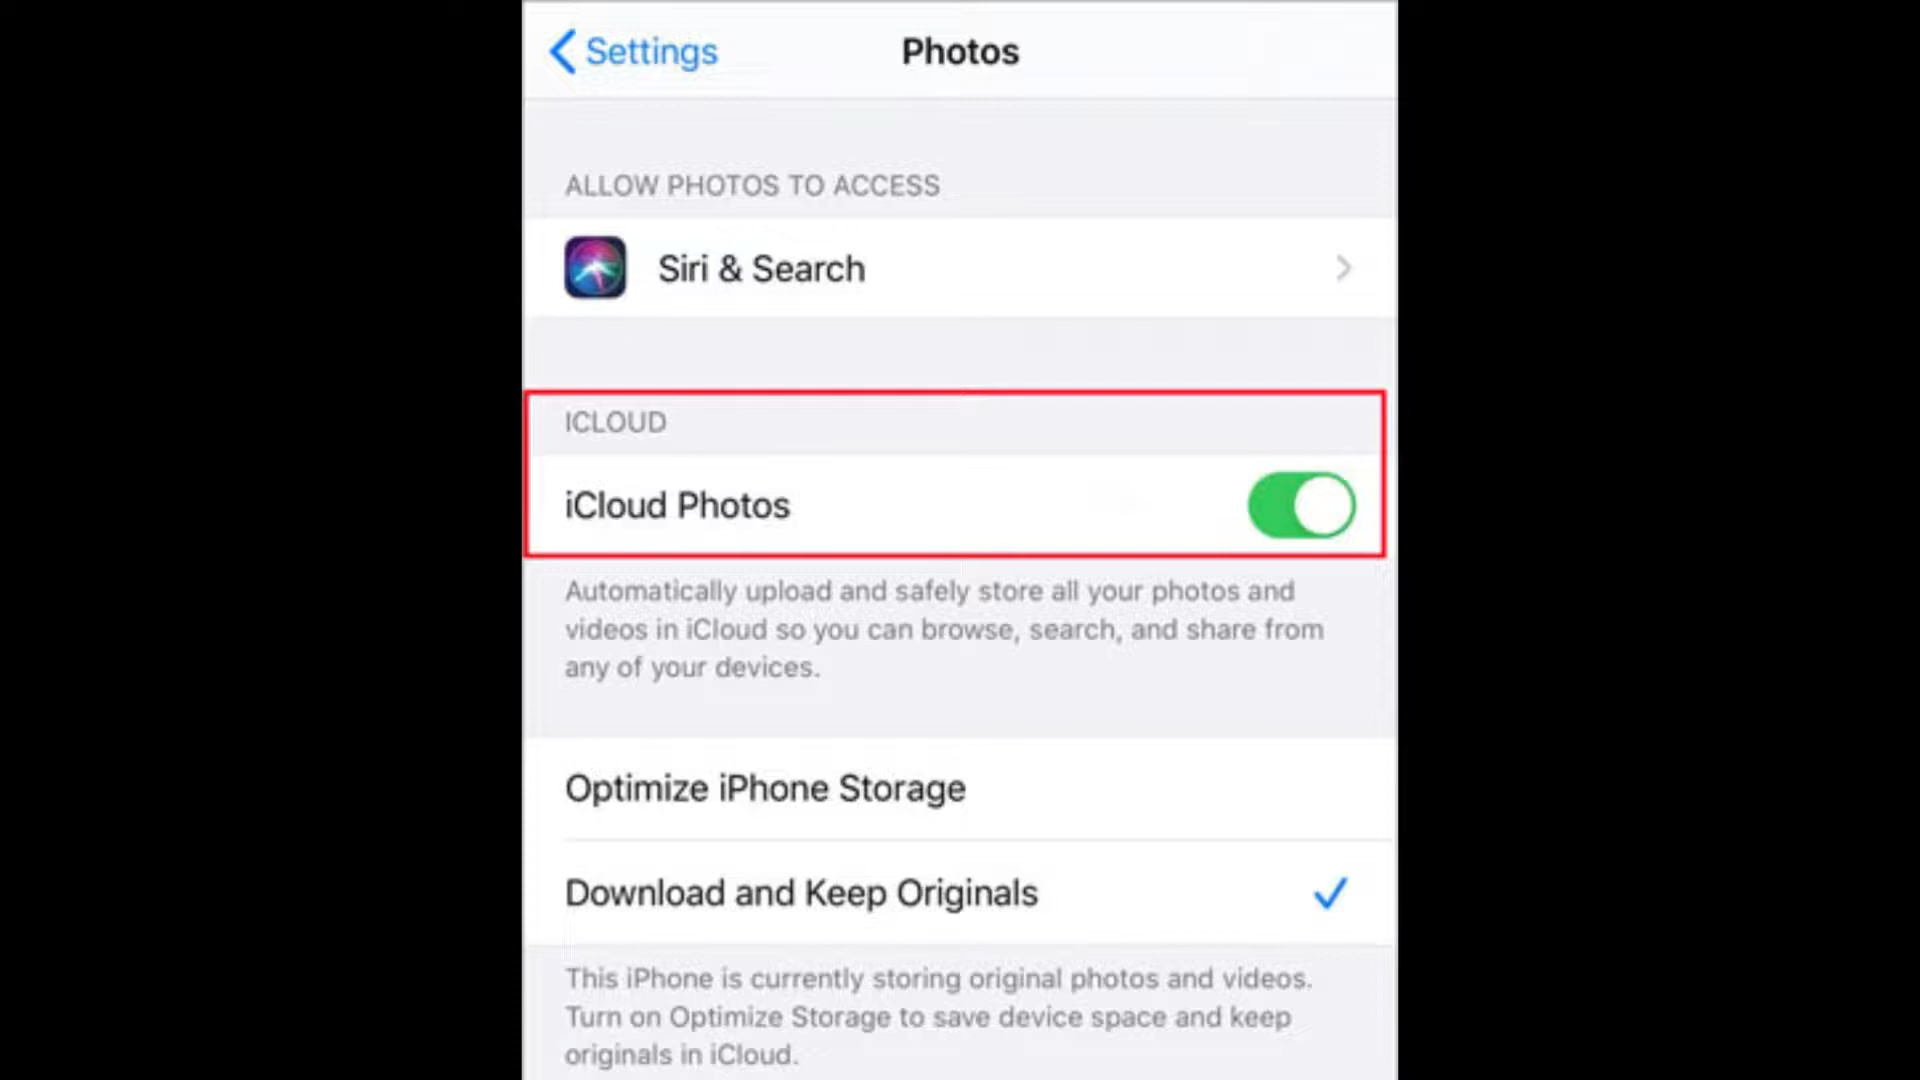 Settings
Photos
ALLOW PHOTOS TO ACCESS
Siri & Search
ICLOUD
iCloud Photos
Automatically upload and safely store all your photos and
videos in iCloud so you can browse, search, and share from
any of your devices.
Optimize iPhone Storage
Download and Keep Originals
This iPhone is currently storing original photos and videos.
Turn on Optimize Storage to save device space and keep
originals in iCloud.